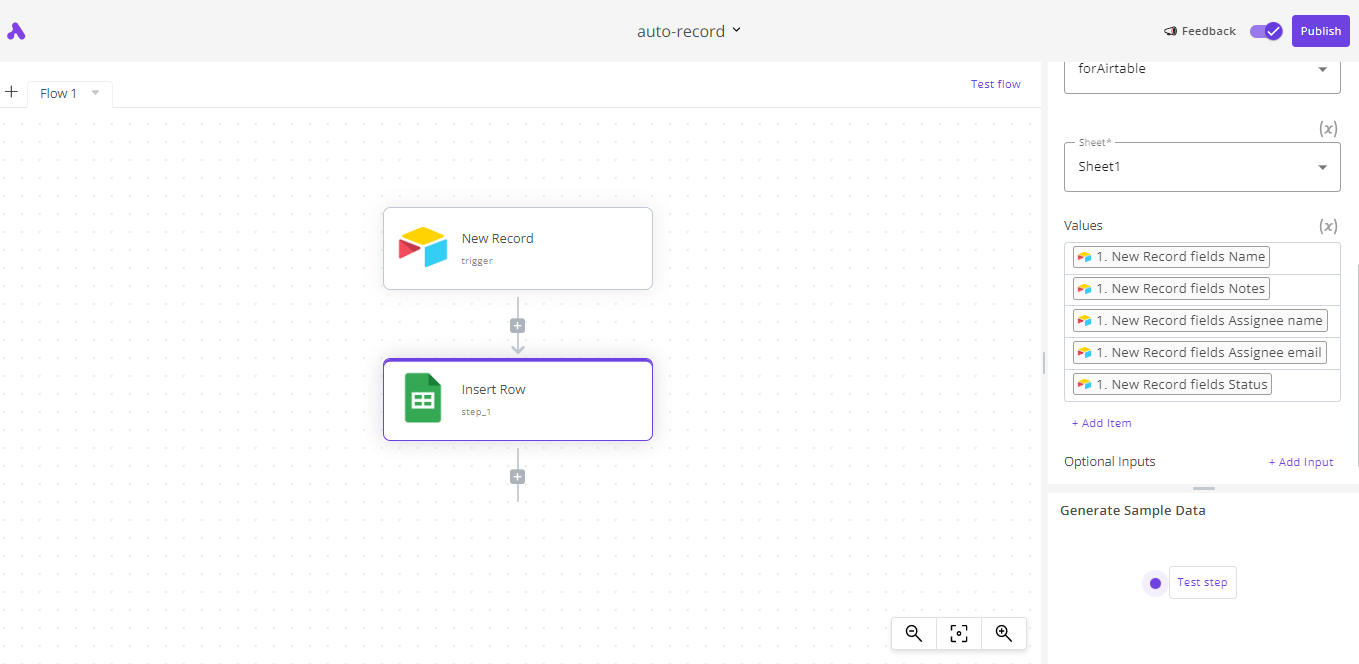 auto-record
Feedback
Publish
Flow 1
Test flow
New Record
trigger
Insert Row
step_1
forAirtable
(x)
Sheet*
Sheet1
Values
(x)
1. New Record fields Name
1. New Record fields Notes
1. New Record fields Assignee name
1. New Record fields Assignee email
1. New Record fields Status
+ Add Item
Optional Inputs
+ Add Input
Generate Sample Data
Test step